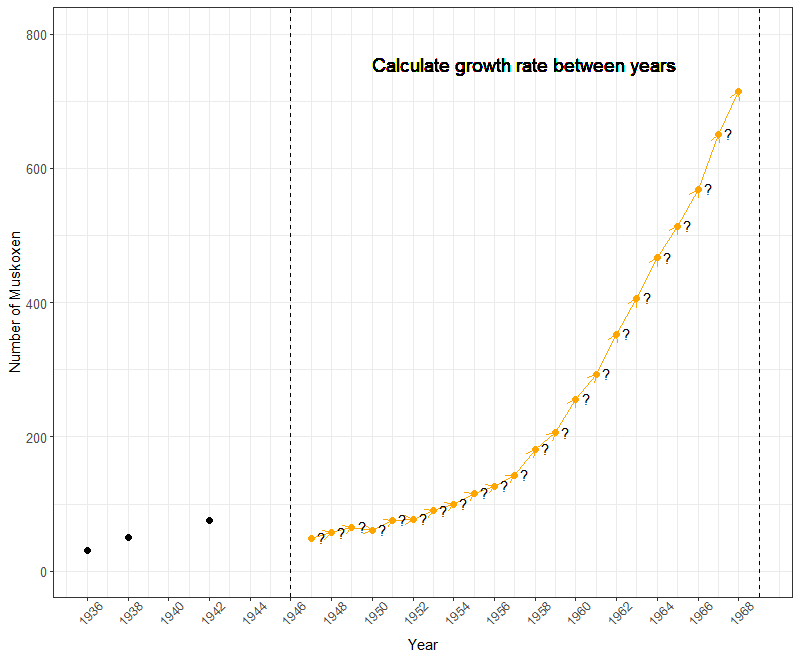 Calculate growth rate between years
Number of Muskoxen
800
600
400
200
0
? ? ? ? ? ? ? ? ? ? ? ? ? ? ? ? ? ? ? ? ?
1936 1938 1940 1942 1944 1946 1948 1950 1952 1954 1956 1958 1960 1962 1964 1966 1968
Year